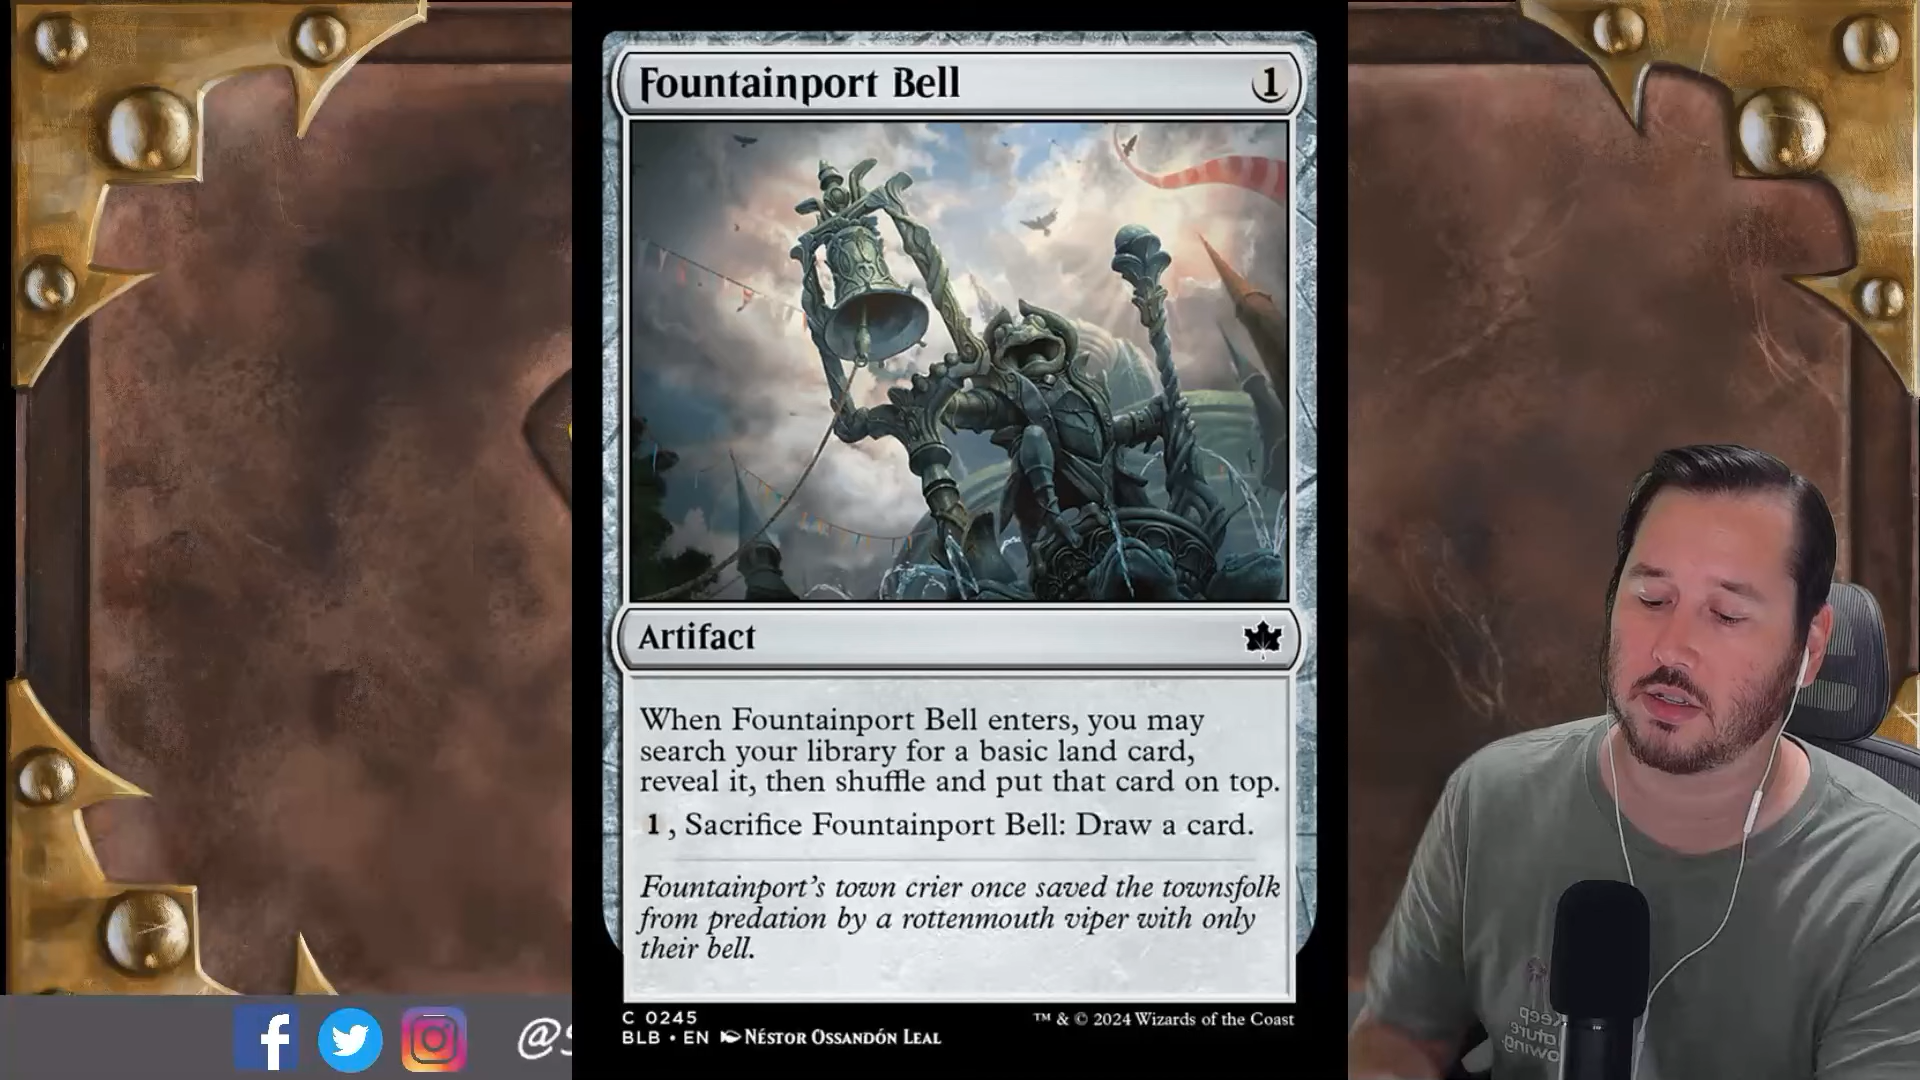 Fountainport Bell
1
Artifact
When Fountainport Bell enters, you may
search your library for a basic land card,
reveal it, then shuffle and put that card on top.
1, Sacrifice Fountainport Bell: Draw a card.
Fountainport's town crier once saved the townsfolk
from predation by a rottenmouth viper with only
their bell.
C 0245
BLB • EN NÉSTOR OSSANDÓN LEAL
™ & © 2024 Wizards of the Coast
@S